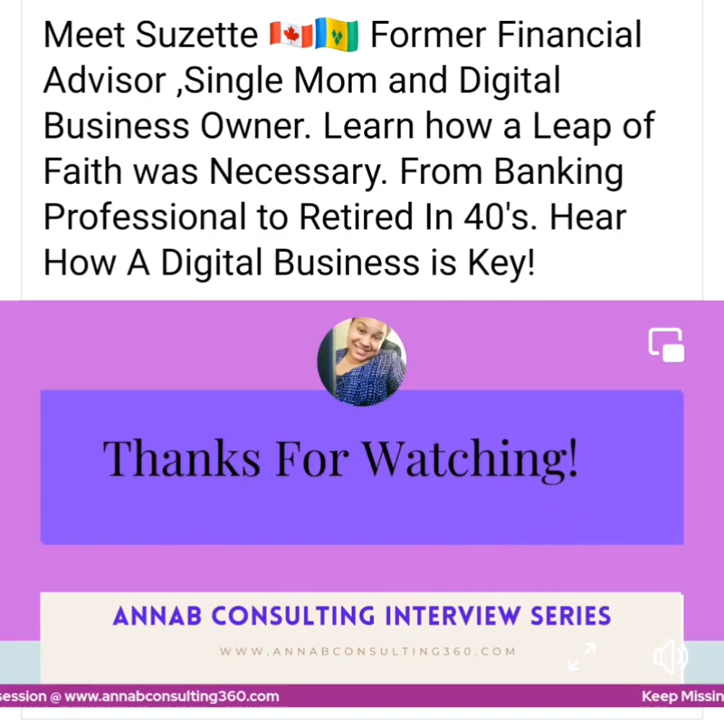 Meet Suzette 🇨🇦🇻🇨 Former Financial
Advisor ,Single Mom and Digital
Business Owner. Learn how a Leap of
Faith was Necessary. From Banking
Professional to Retired In 40's. Hear
How A Digital Business is Key!
Thanks For Watching!
ANNAB CONSULTING INTERVIEW SERIES
WWW.ANNABCONSULTING360.COM
session @ www.annabconsulting360.com Keep Missin